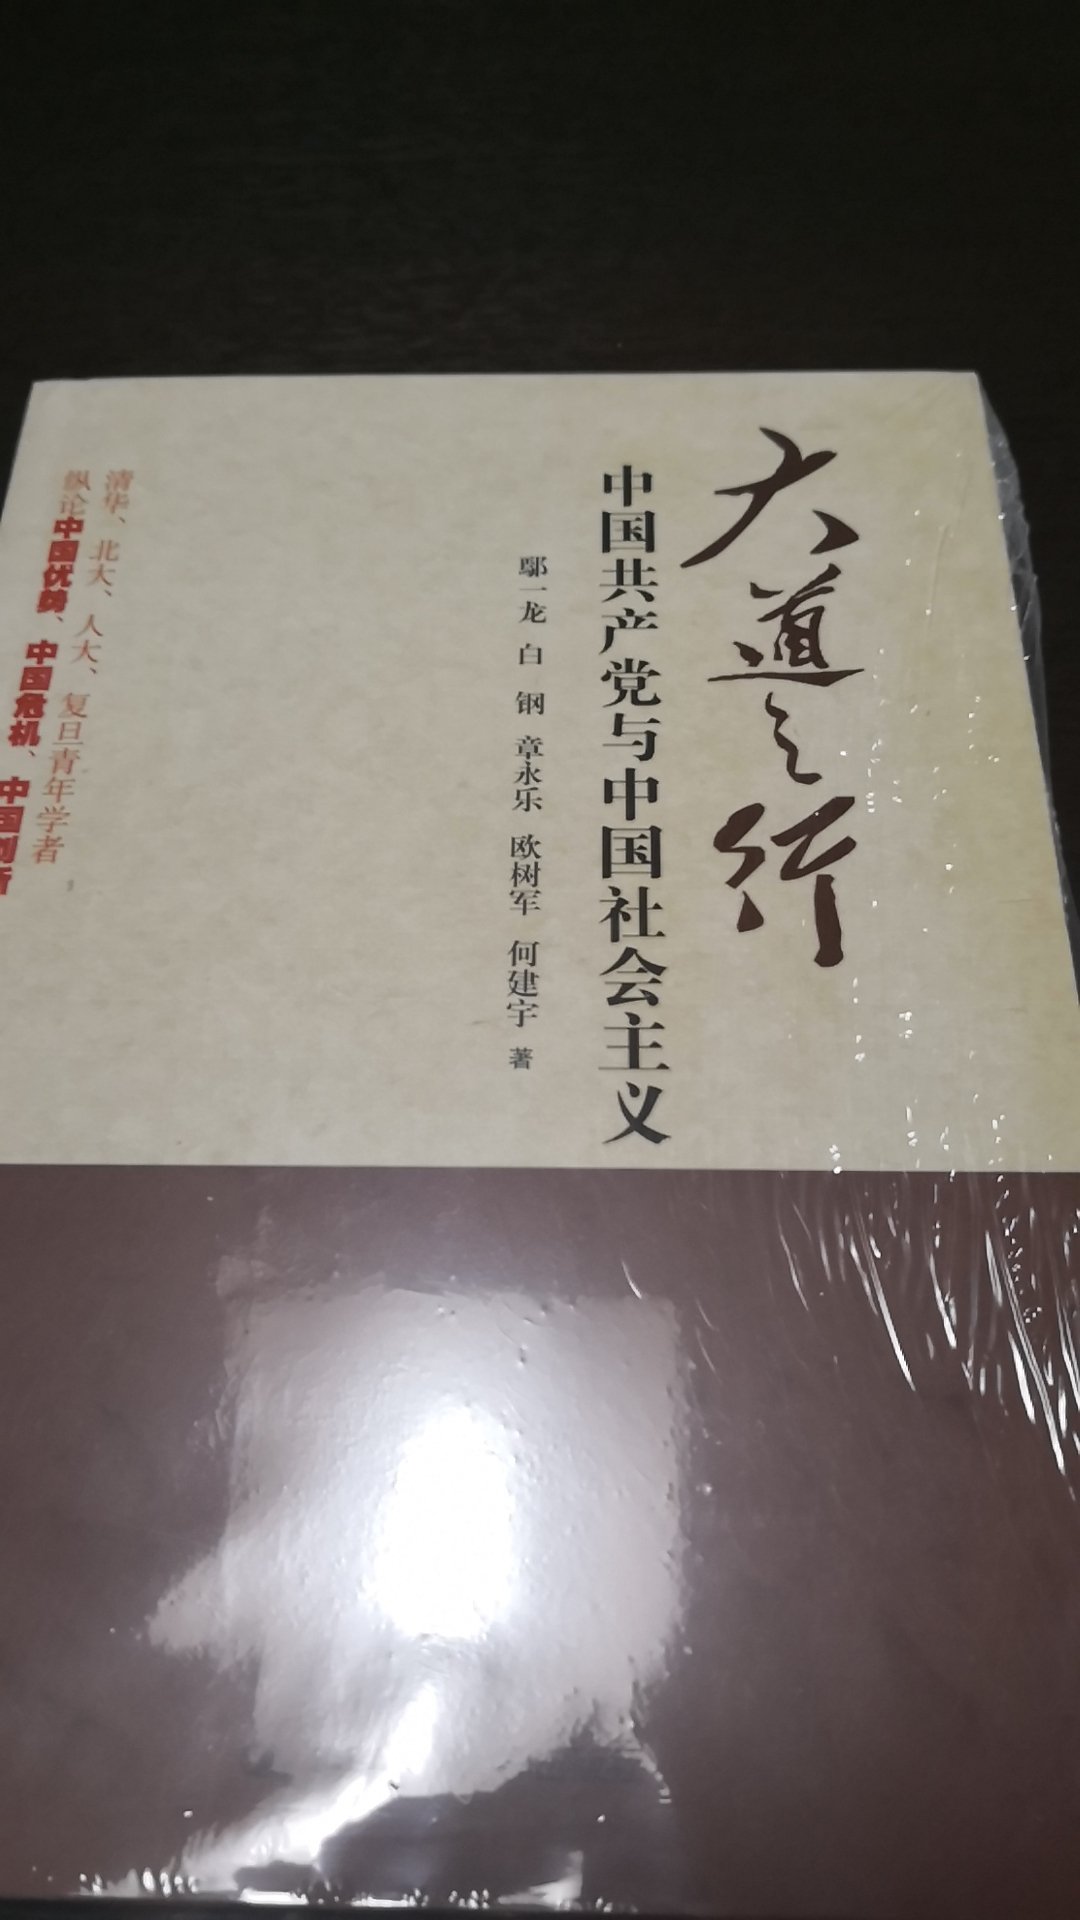 大道之行
中国共产党与中国社会主义
鄢一龙 白 钢 章永乐 欧树军 何建宇 著
清华、北大、人大、复旦青年学者，
纵论中国优势、中国危机、中国创新